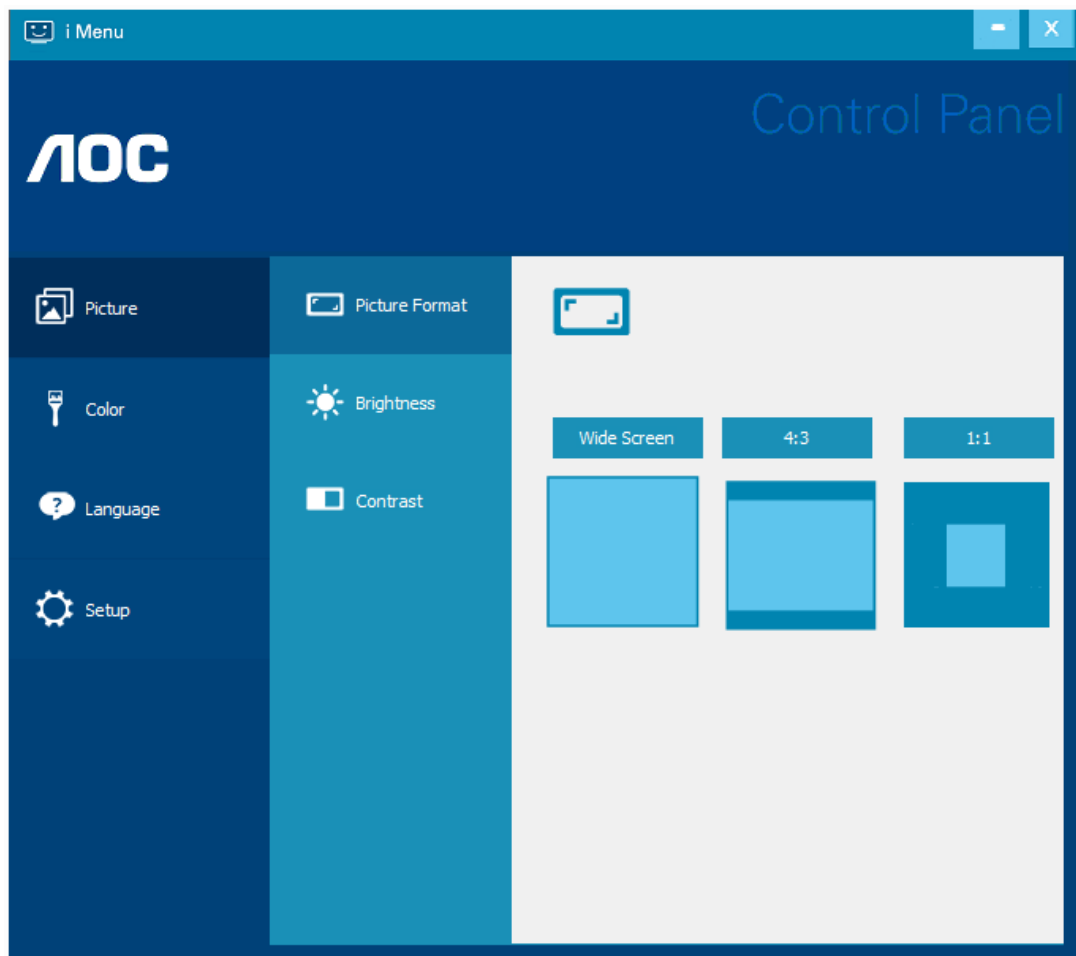 i Menu
Control Panel
AOC
Picture
Color
Language
Setup
Picture Format
Brightness
Contrast
Wide Screen
4:3
1:1